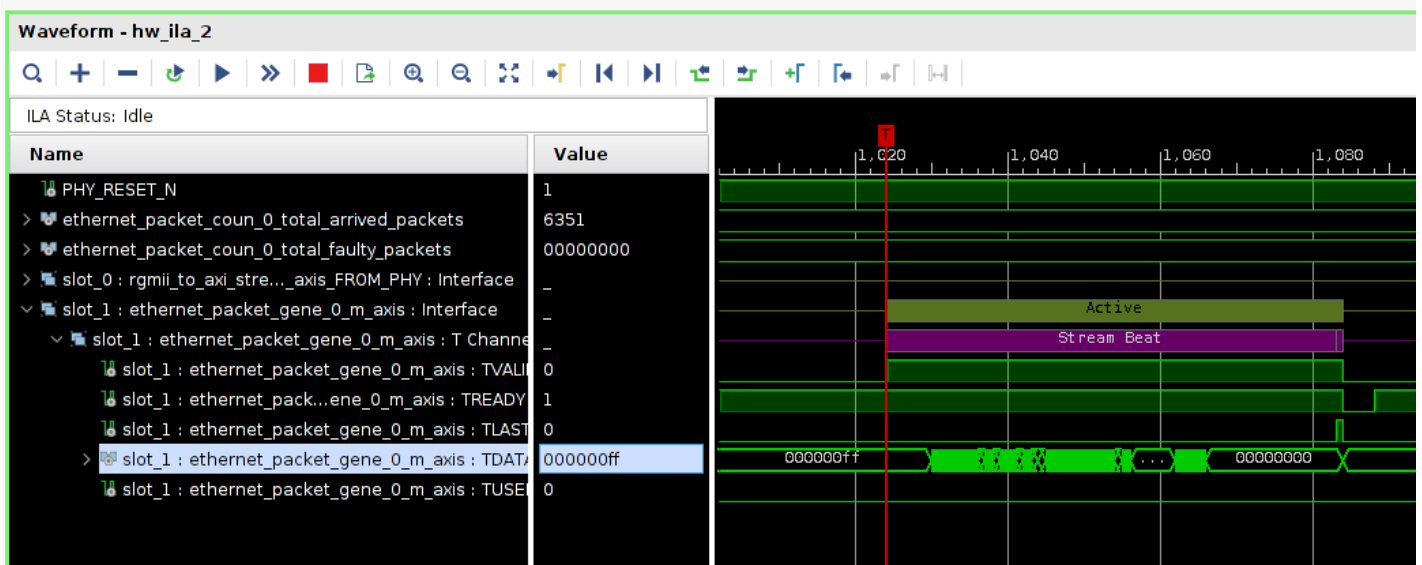 Waveform - hw_ila_2
ILA Status: Idle
Name Value
T
1,020 1,040 1,060 1,080
PHY_RESET_N 1
ethernet_packet_coun_0_total_arrived_packets 6351
ethernet_packet_coun_0_total_faulty_packets 00000000
slot_0 : rgmii_to_axi_stre..._axis_FROM_PHY : Interface _
slot_1 : ethernet_packet_gene_0_m_axis : Interface _ Active
slot_1 : ethernet_packet_gene_0_m_axis : T Channe _ Stream Beat
slot_1 : ethernet_packet_gene_0_m_axis : TVALI 0
slot_1 : ethernet_pack...ene_0_m_axis : TREADY 1
slot_1 : ethernet_packet_gene_0_m_axis : TLAST 0
slot_1 : ethernet_packet_gene_0_m_axis : TDATA 000000ff 000000ff ... 00000000
slot_1 : ethernet_packet_gene_0_m_axis : TUSE 0